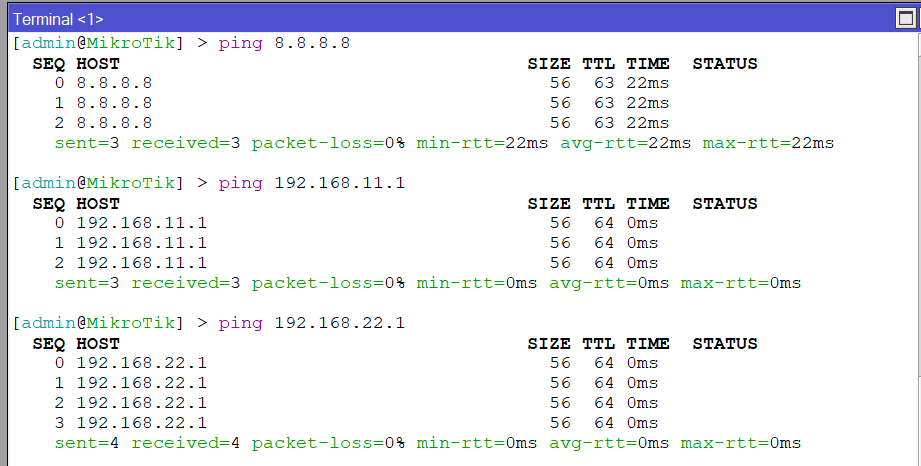 Terminal <1>
[admin@MikroTik] > ping 8.8.8.8
SEQ HOST SIZE TTL TIME STATUS
0 8.8.8.8 56 63 22ms
1 8.8.8.8 56 63 22ms
2 8.8.8.8 56 63 22ms
sent=3 received=3 packet-loss=0% min-rtt=22ms avg-rtt=22ms max-rtt=22ms
[admin@MikroTik] > ping 192.168.11.1
SEQ HOST SIZE TTL TIME STATUS
0 192.168.11.1 56 64 0ms
1 192.168.11.1 56 64 0ms
2 192.168.11.1 56 64 0ms
sent=3 received=3 packet-loss=0% min-rtt=0ms avg-rtt=0ms max-rtt=0ms
[admin@MikroTik] > ping 192.168.22.1
SEQ HOST SIZE TTL TIME STATUS
0 192.168.22.1 56 64 0ms
1 192.168.22.1 56 64 0ms
2 192.168.22.1 56 64 0ms
3 192.168.22.1 56 64 0ms
sent=4 received=4 packet-loss=0% min-rtt=0ms avg-rtt=0ms max-rtt=0ms